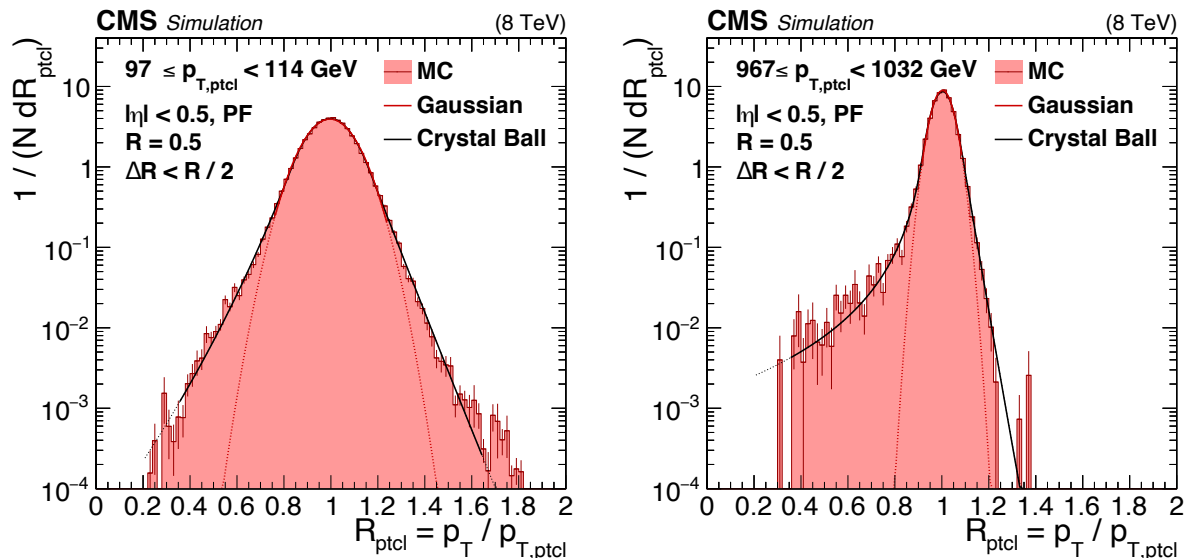 CMS Simulation (8 TeV)
1 / (N dR_ptcl)
97 ≤ p_T,ptcl < 114 GeV
|η| < 0.5, PF
R = 0.5
ΔR < R / 2
MC
Gaussian
Crystal Ball
10
1
10⁻¹
10⁻²
10⁻³
10⁻⁴
0 0.2 0.4 0.6 0.8 1 1.2 1.4 1.6 1.8 2
R_ptcl = p_T / p_T,ptcl
CMS Simulation (8 TeV)
1 / (N dR_ptcl)
967≤ p_T,ptcl < 1032 GeV
|η| < 0.5, PF
R = 0.5
ΔR < R / 2
MC
Gaussian
Crystal Ball
10
1
10⁻¹
10⁻²
10⁻³
10⁻⁴
0 0.2 0.4 0.6 0.8 1 1.2 1.4 1.6 1.8 2
R_ptcl = p_T / p_T,ptcl